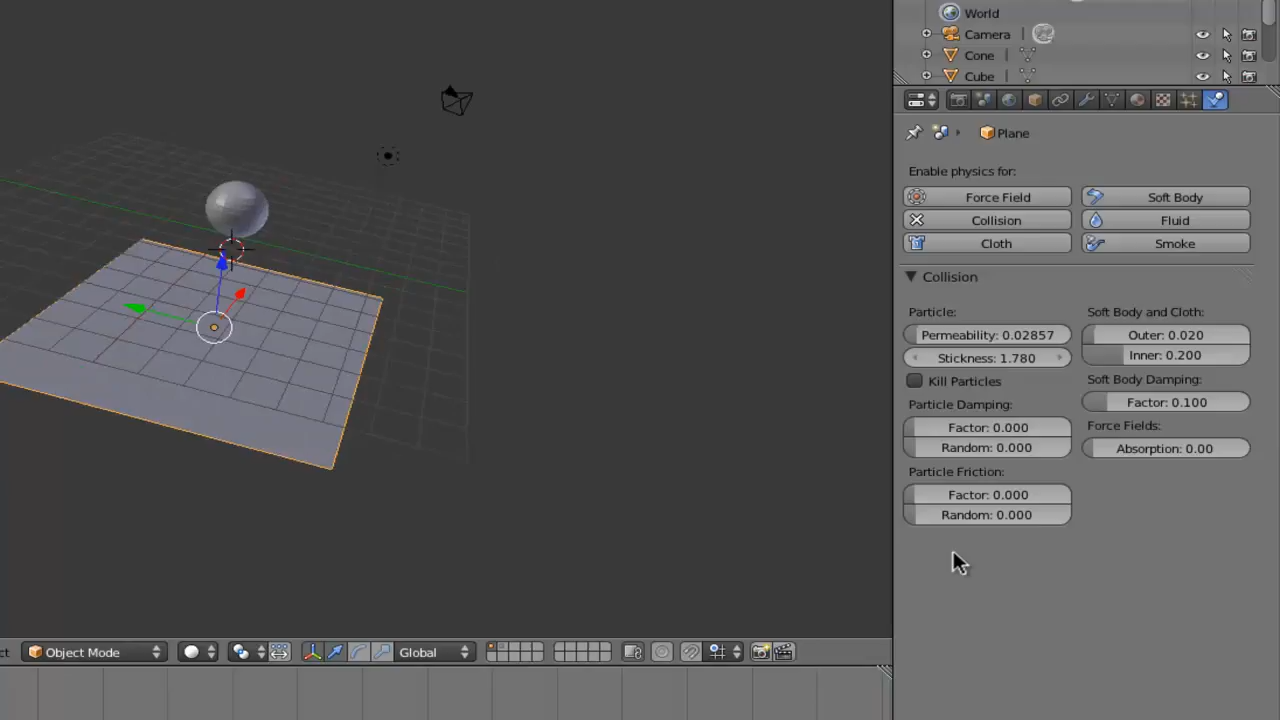 World
Camera
Cone
Cube
Plane
Enable physics for:
Force Field
Soft Body
Collision
Fluid
Cloth
Smoke
Collision
Particle:
Permeability: 0.02857
Stickness: 1.780
Kill Particles
Particle Damping:
Factor: 0.000
Random: 0.000
Particle Friction:
Factor: 0.000
Random: 0.000
Soft Body and Cloth:
Outer: 0.020
Inner: 0.200
Soft Body Damping:
Factor: 0.100
Force Fields:
Absorption: 0.00
ct
Object Mode
Global